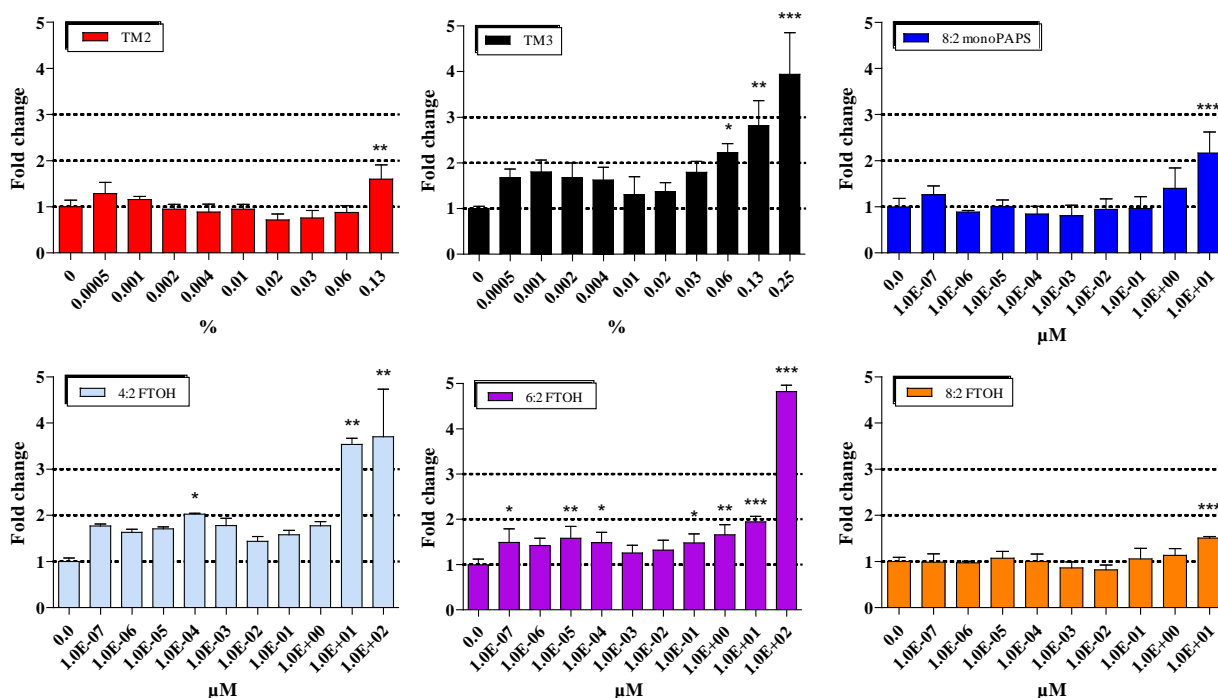 TM2
***
5
4
3
2
1
0
Fold change
**
0
0.0005
0.001
0.002
0.004
0.01
0.02
0.03
0.06
0.13
%
TM3
5
4
3
2
1
0
Fold change
*
**
***
0
0.0005
0.001
0.002
0.004
0.01
0.02
0.03
0.06
0.13
0.25
%
8:2 monoPAPS
5
4
3
2
1
0
Fold change
0.0
1.0E-07
1.0E-06
1.0E-05
1.0E-04
1.0E-03
1.0E-02
1.0E-01
1.0E+00
1.0E+01
µM
4:2 FTOH
5
4
3
2
1
0
Fold change
*
**
**
0.0
1.0E-07
1.0E-06
1.0E-05
1.0E-04
1.0E-03
1.0E-02
1.0E-01
1.0E+00
1.0E+01
1.0E+02
µM
6:2 FTOH
5
4
3
2
1
0
Fold change
*
**
*
*
**
***
***
0.0
1.0E-07
1.0E-06
1.0E-05
1.0E-04
1.0E-03
1.0E-02
1.0E-01
1.0E+00
1.0E+01
1.0E+02
µM
8:2 FTOH
5
4
3
2
1
0
Fold change
***
0.0
1.0E-07
1.0E-06
1.0E-05
1.0E-04
1.0E-03
1.0E-02
1.0E-01
1.0E+00
1.0E+01
µM